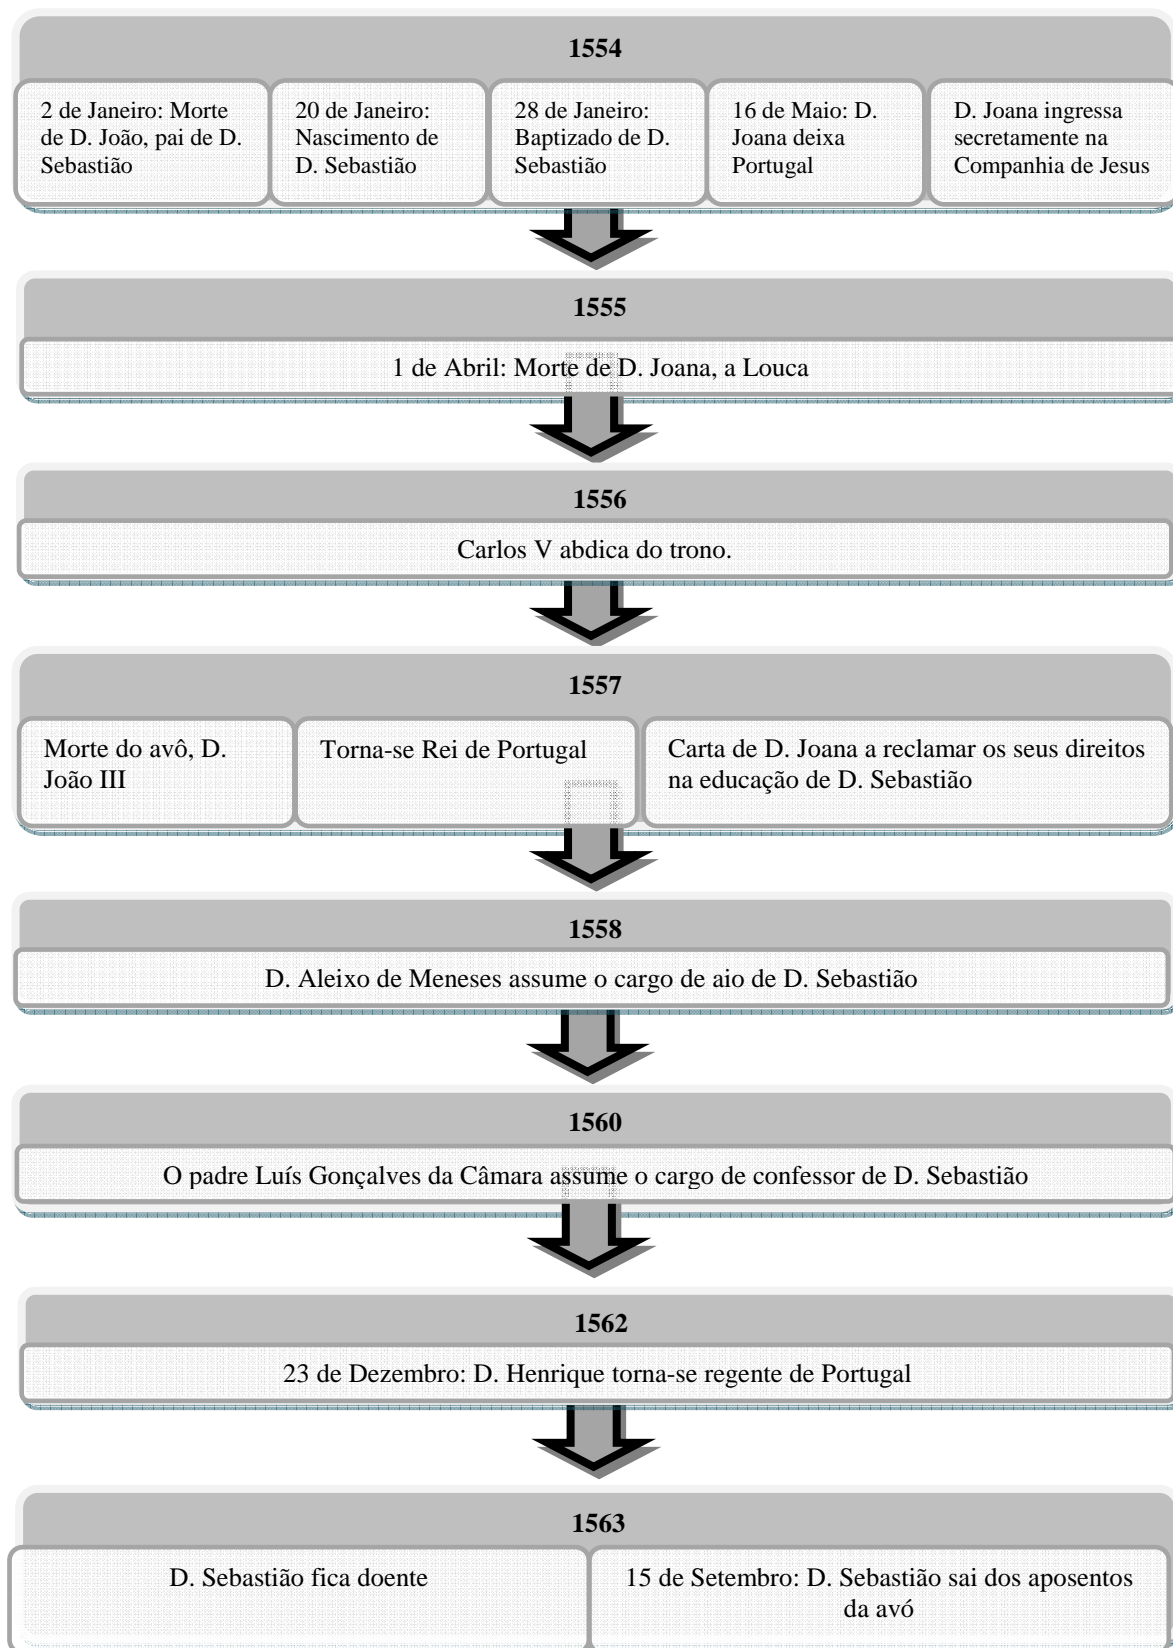 1554
2 de Janeiro: Morte
de D. João, pai de D.
Sebastião
20 de Janeiro:
Nascimento de
D. Sebastião
28 de Janeiro:
Baptizado de D.
Sebastião
16 de Maio: D.
Joana deixa
Portugal
D. Joana ingressa
secretamente na
Companhia de Jesus
1555
1 de Abril: Morte de D. Joana, a Louca
1556
Carlos V abdica do trono.
1557
Morte do avô, D.
João III
Torna-se Rei de Portugal
Carta de D. Joana a reclamar os seus direitos
na educação de D. Sebastião
1558
D. Aleixo de Meneses assume o cargo de aio de D. Sebastião
1560
O padre Luís Gonçalves da Câmara assume o cargo de confessor de D. Sebastião
1562
23 de Dezembro: D. Henrique torna-se regente de Portugal
1563
D. Sebastião fica doente
15 de Setembro: D. Sebastião sai dos aposentos
da avó